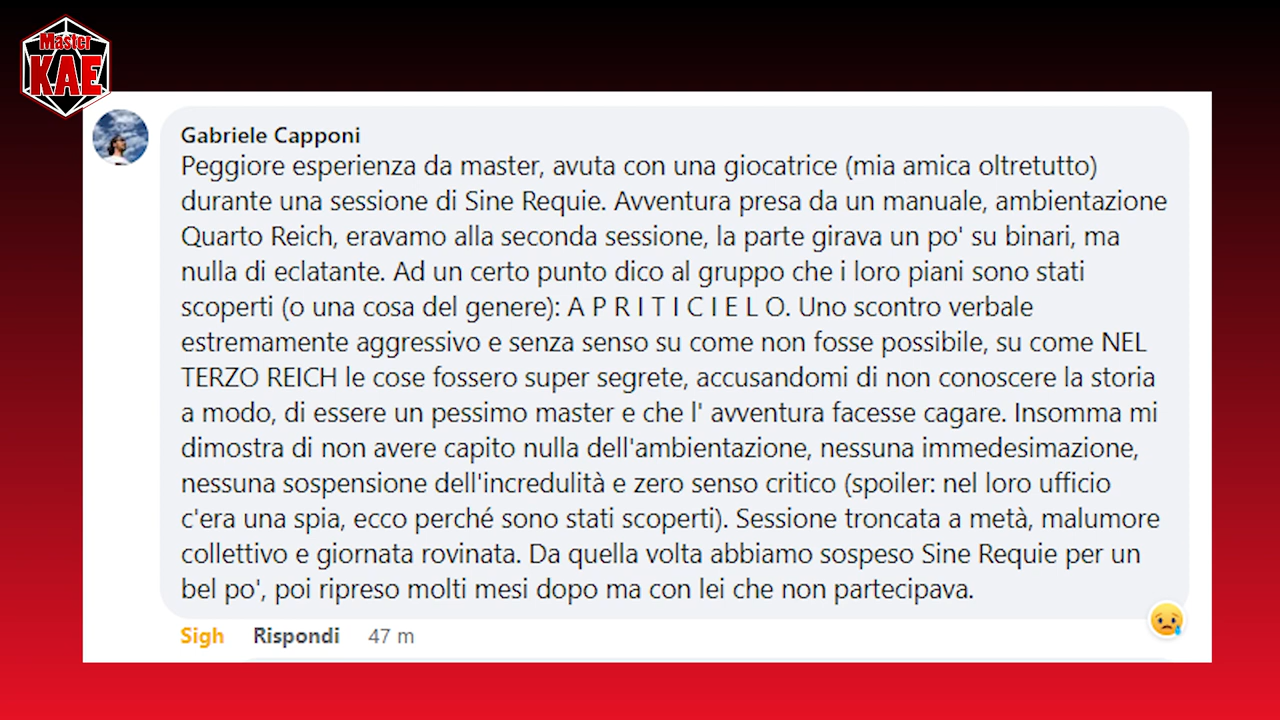 Master
KAE
Gabriele Capponi
Peggiore esperienza da master, avuta con una giocatrice (mia amica oltretutto)
durante una sessione di Sine Requie. Avventura presa da un manuale, ambientazione
Quarto Reich, eravamo alla seconda sessione, la parte girava un po' su binari, ma
nulla di eclatante. Ad un certo punto dico al gruppo che i loro piani sono stati
scoperti (o una cosa del genere): A P R I T I C I E L O. Uno scontro verbale
estremamente aggressivo e senza senso su come non fosse possibile, su come NEL
TERZO REICH le cose fossero super segrete, accusandomi di non conoscere la storia
a modo, di essere un pessimo master e che l' avventura facesse cagare. Insomma mi
dimostra di non avere capito nulla dell'ambientazione, nessuna immedesimazione,
nessuna sospensione dell'incredulità e zero senso critico (spoiler: nel loro ufficio
c'era una spia, ecco perché sono stati scoperti). Sessione troncata a metà, malumore
collettivo e giornata rovinata. Da quella volta abbiamo sospeso Sine Requie per un
bel po', poi ripreso molti mesi dopo ma con lei che non partecipava.
Sigh Rispondi 47 m